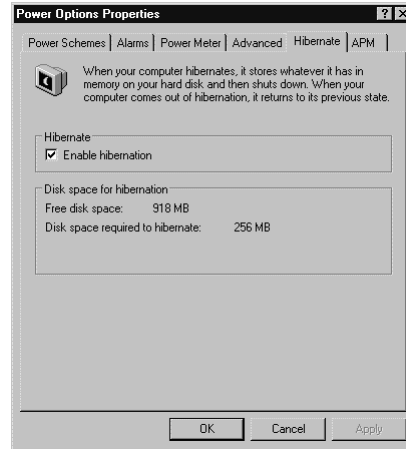 Power Options Properties
Power Schemes Alarms Power Meter Advanced Hibernate APM
When your computer hibernates, it stores whatever it has in
memory on your hard disk and then shuts down. When your
computer comes out of hibernation, it returns to its previous state.
Hibernate
Enable hibernation
Disk space for hibernation
Free disk space: 918 MB
Disk space required to hibernate: 256 MB
OK Cancel Apply